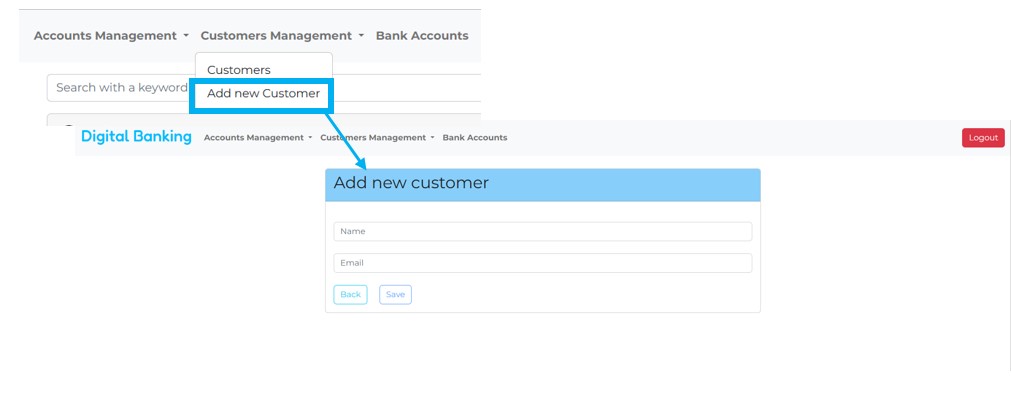 Accounts Management Customers Management Bank Accounts
Customers
Search with a keyword
Add new Customer
Digital Banking Accounts Management Customers Management Bank Accounts Logout
Add new customer
Name
Email
Back Save